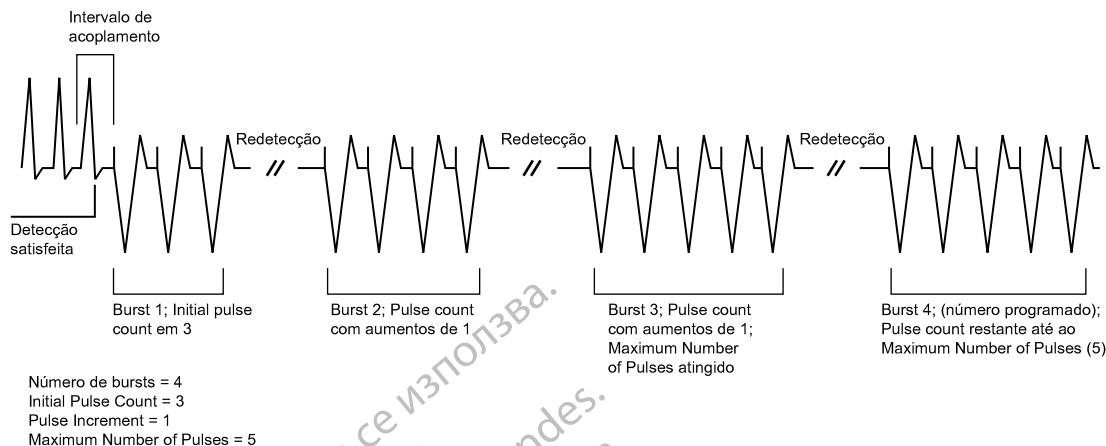 Intervalo de
acoplamento
Redetecção
Redetecção
Redetecção
Detecção
satisfeita
Burst 1; Initial pulse
count em 3
Burst 2; Pulse count
com aumentos de 1
Burst 3; Pulse count
com aumentos de 1;
Maximum Number
of Pulses atingido
Burst 4; (número programado);
Pulse count restante até ao
Maximum Number of Pulses (5)
Número de bursts = 4
Initial Pulse Count = 3
Pulse Increment = 1
Maximum Number of Pulses = 5
се използва.